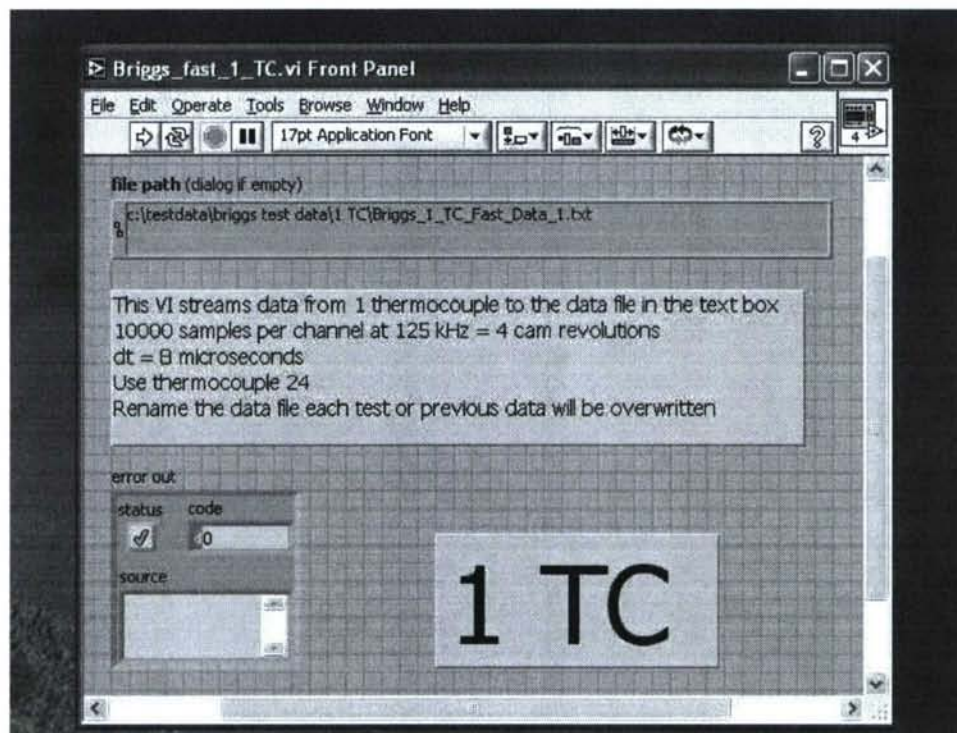 Briggs_fast_1_TC.vi Front Panel
File Edit Operate Tools Browse Window Help
17pt Application Font
4
file path (dialog if empty)
c:\testdata\briggs test data\1 TC\Briggs_1_TC_Fast_Data_1.txt
This VI streams data from 1 thermocouple to the data file in the text box
10000 samples per channel at 125 kHz = 4 cam revolutions
dt = 8 microseconds
Use thermocouple 24
Rename the data file each test or previous data will be overwritten
error out
status code
0
source
1 TC